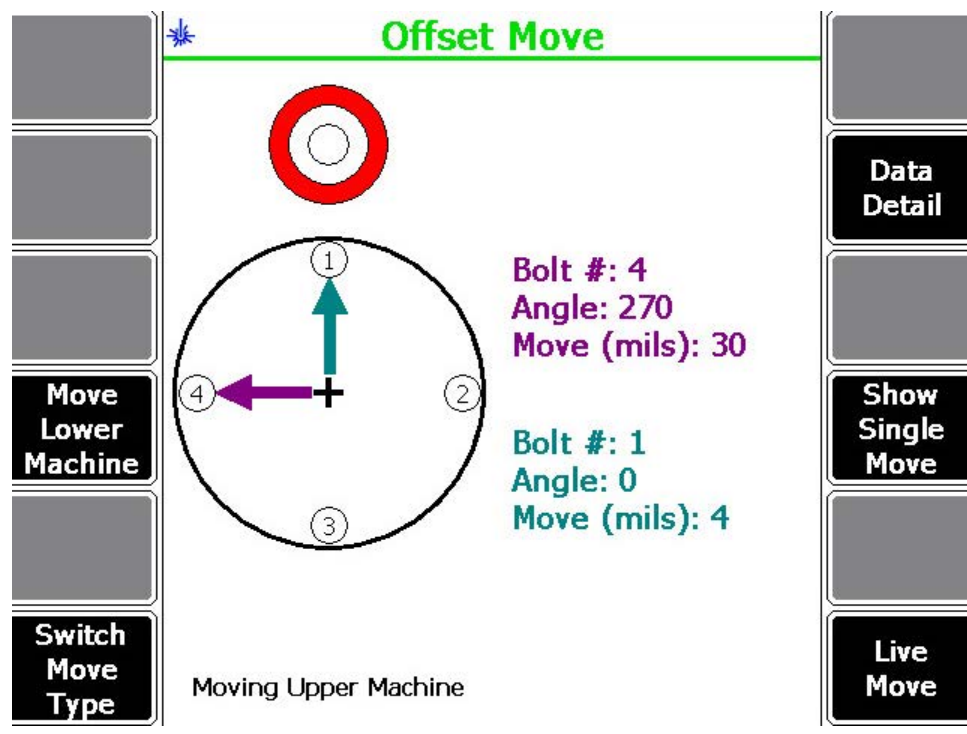 Offset Move
Data
Detail
1
2
3
4
Bolt #: 4
Angle: 270
Move (mils): 30
Bolt #: 1
Angle: 0
Move (mils): 4
Move
Lower
Machine
Show
Single
Move
Switch
Move
Type
Moving Upper Machine
Live
Move